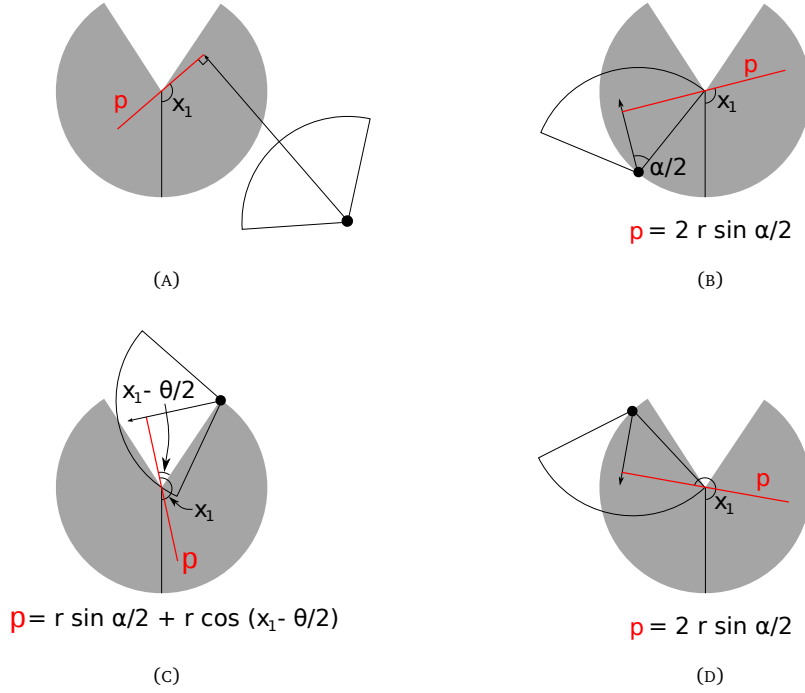 p
x₁
(A)
x₁
α/2
p = 2 r sin α/2
(B)
x₁- θ/2
x₁
p
p = r sin α/2 + r cos (x₁- θ/2)
(C)
p
x₁
p = 2 r sin α/2
(D)